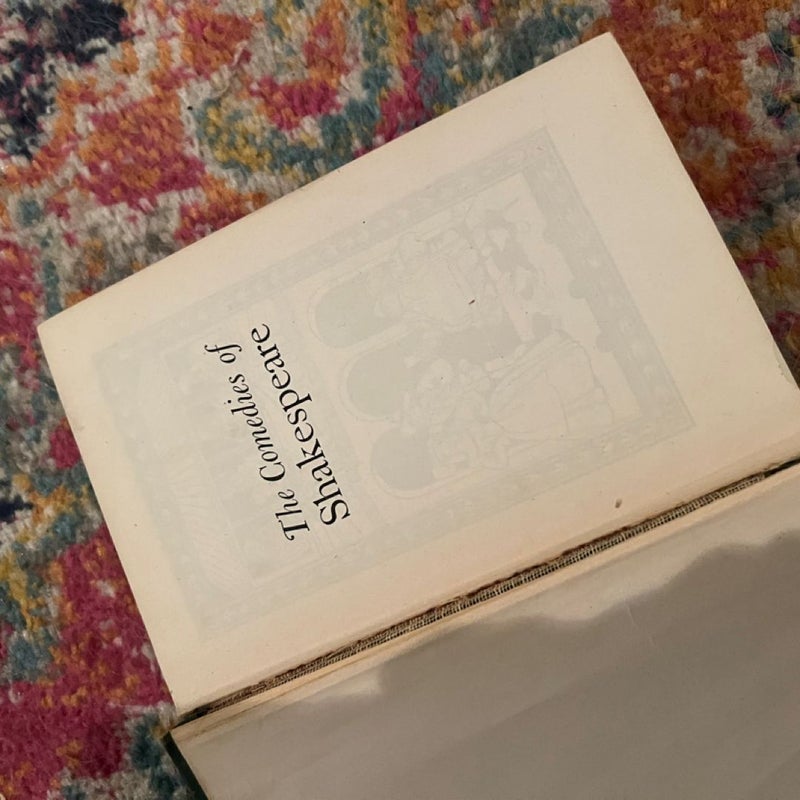 The Comedies of
Shakespeare